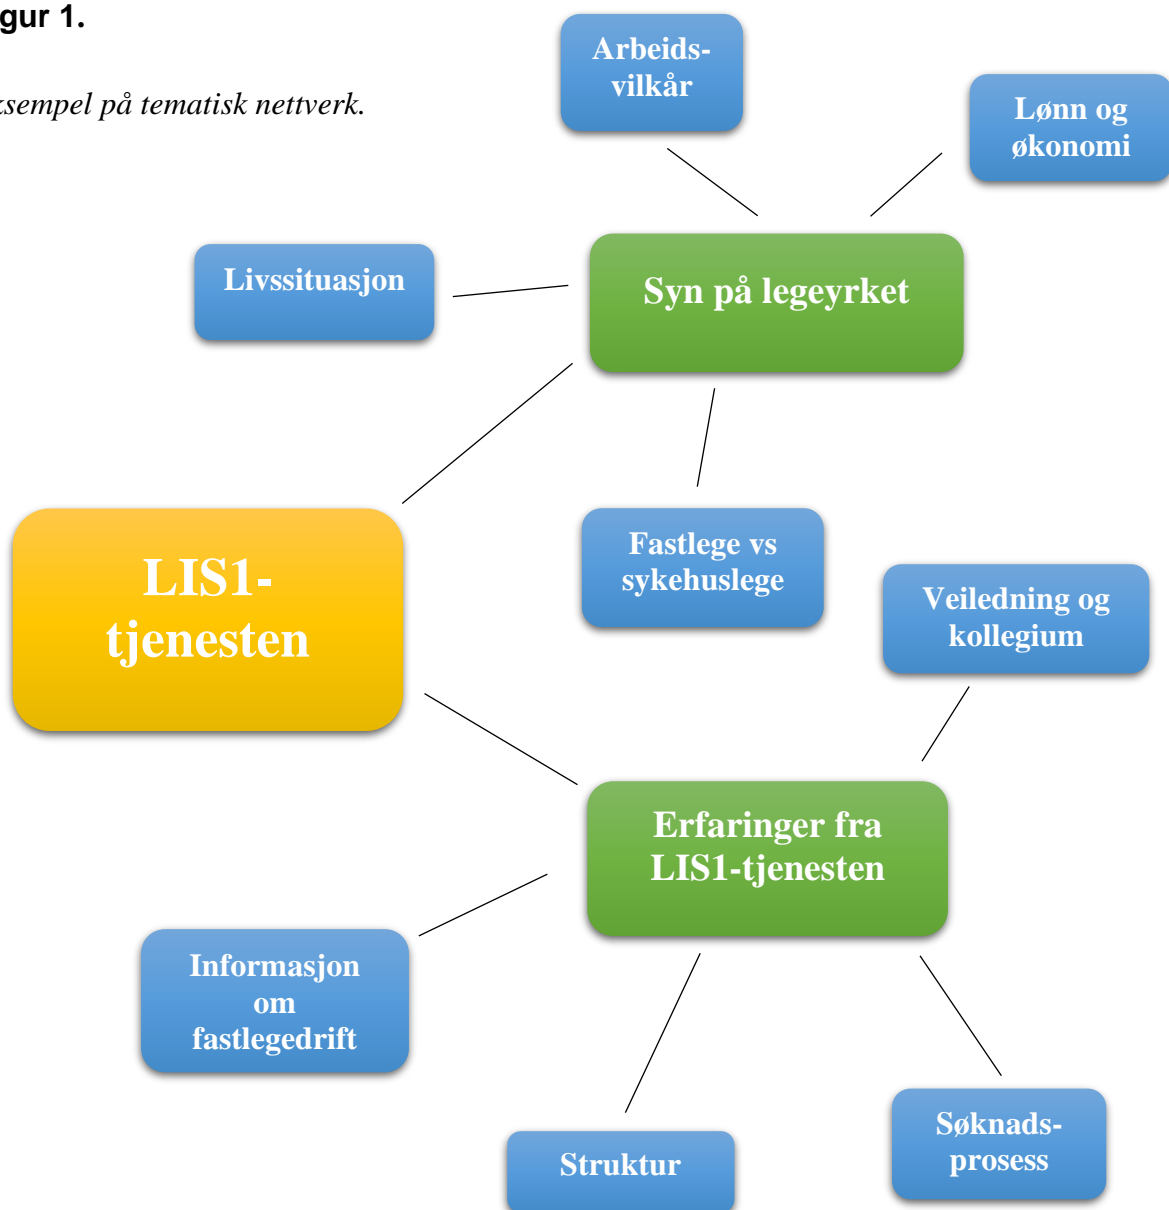 gur 1.
ksempel på tematisk nettverk.
Arbeids-
vilkår
Lønn og
økonomi
Livssituasjon
Syn på legeyrket
LIS1-
tjenesten
Fastlege vs
sykehuslege
Veiledning og
kollegium
Erfaringer fra
LIS1-tjenesten
Informasjon
om
fastlegedrift
Struktur
Søknads-
prosess